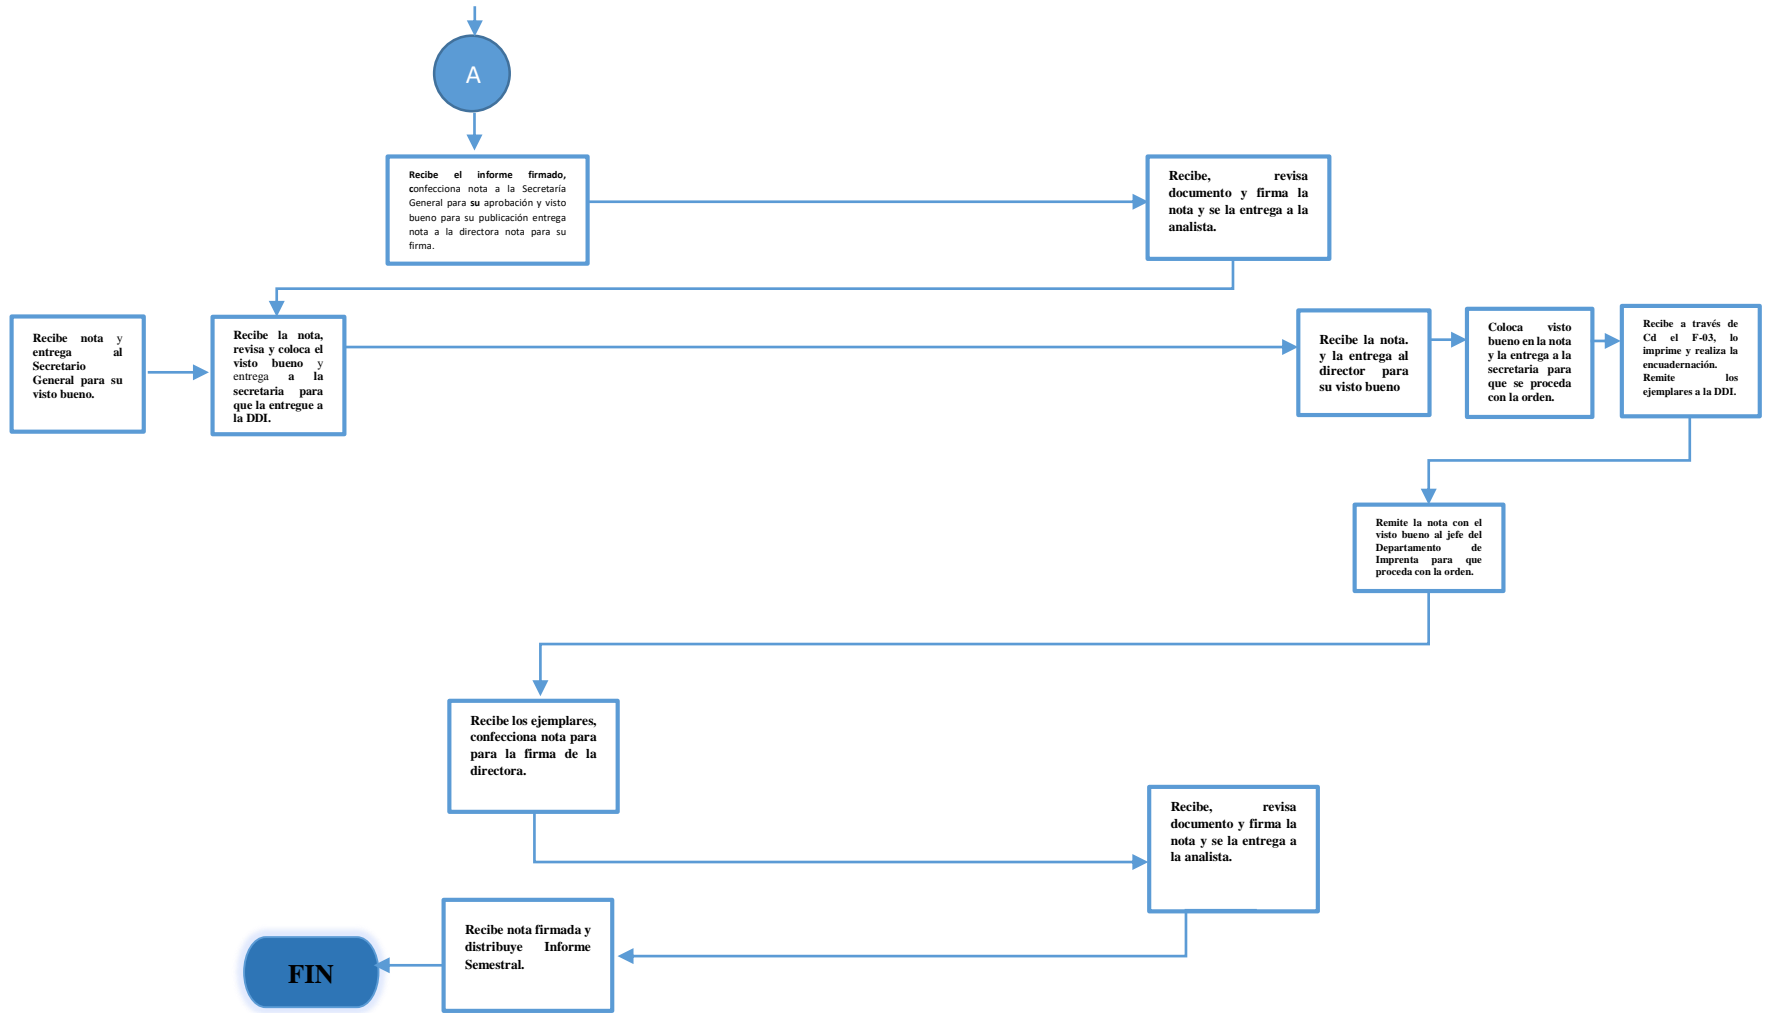 A
Recibe el informe firmado,
confecciona nota a la Secretaría
General para su aprobación y visto
bueno para su publicación entrega
nota a la directora nota para su
firma.
Recibe, revisa
documento y firma la
nota y se la entrega a la
analista.
Recibe nota y
entrega al
Secretario
General para su
visto bueno.
Recibe la nota,
revisa y coloca el
visto bueno y
entrega a la
secretaria para
que la entregue a
la DDI.
Recibe la nota.
y la entrega al
director para
su visto bueno
Coloca visto
bueno en la nota
y la entrega a la
secretaria para
que se proceda
con la orden.
Recibe a través de
Cd el F-03, lo
imprime y realiza la
encuadernación.
Remite los
ejemplares a la DDI.
Remite la nota con el
visto bueno al jefe del
Departamento de
Imprenta para que
proceda con la orden.
Recibe los ejemplares,
confecciona nota para
para la firma de la
directora.
Recibe, revisa
documento y firma la
nota y se la entrega a
la analista.
Recibe nota firmada y
distribuye Informe
Semestral.
FIN